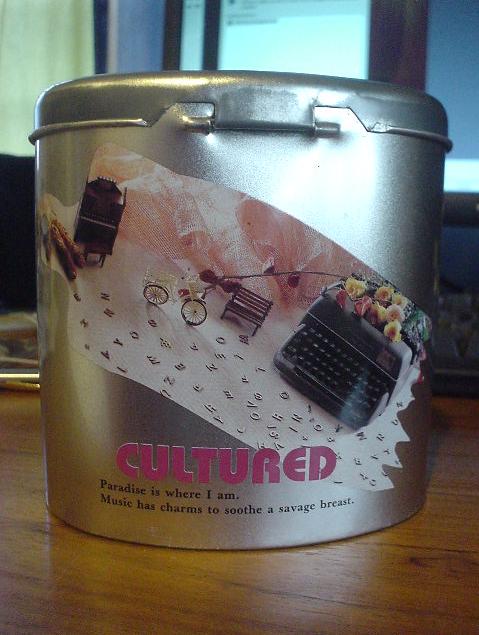 CULTURED
Paradise is where I am.
Music has charms to soothe a savage breast.